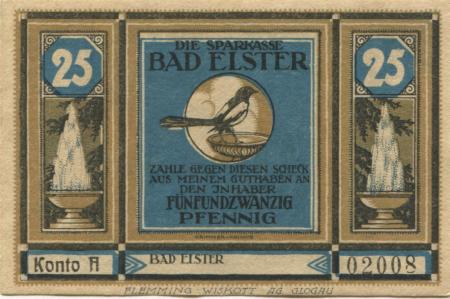 DIE SPARKASSE
BAD ELSTER
25
25
ZAHLE GEGEN DIESEN SCHECK
AUS MEINEM GUTHABEN AN
DEN INHABER
FÜNFUNDZWANZIG
PFENNIG
Konto A
BAD ELSTER
02008
FLEMMING WISKOTT AG. GLOGAU